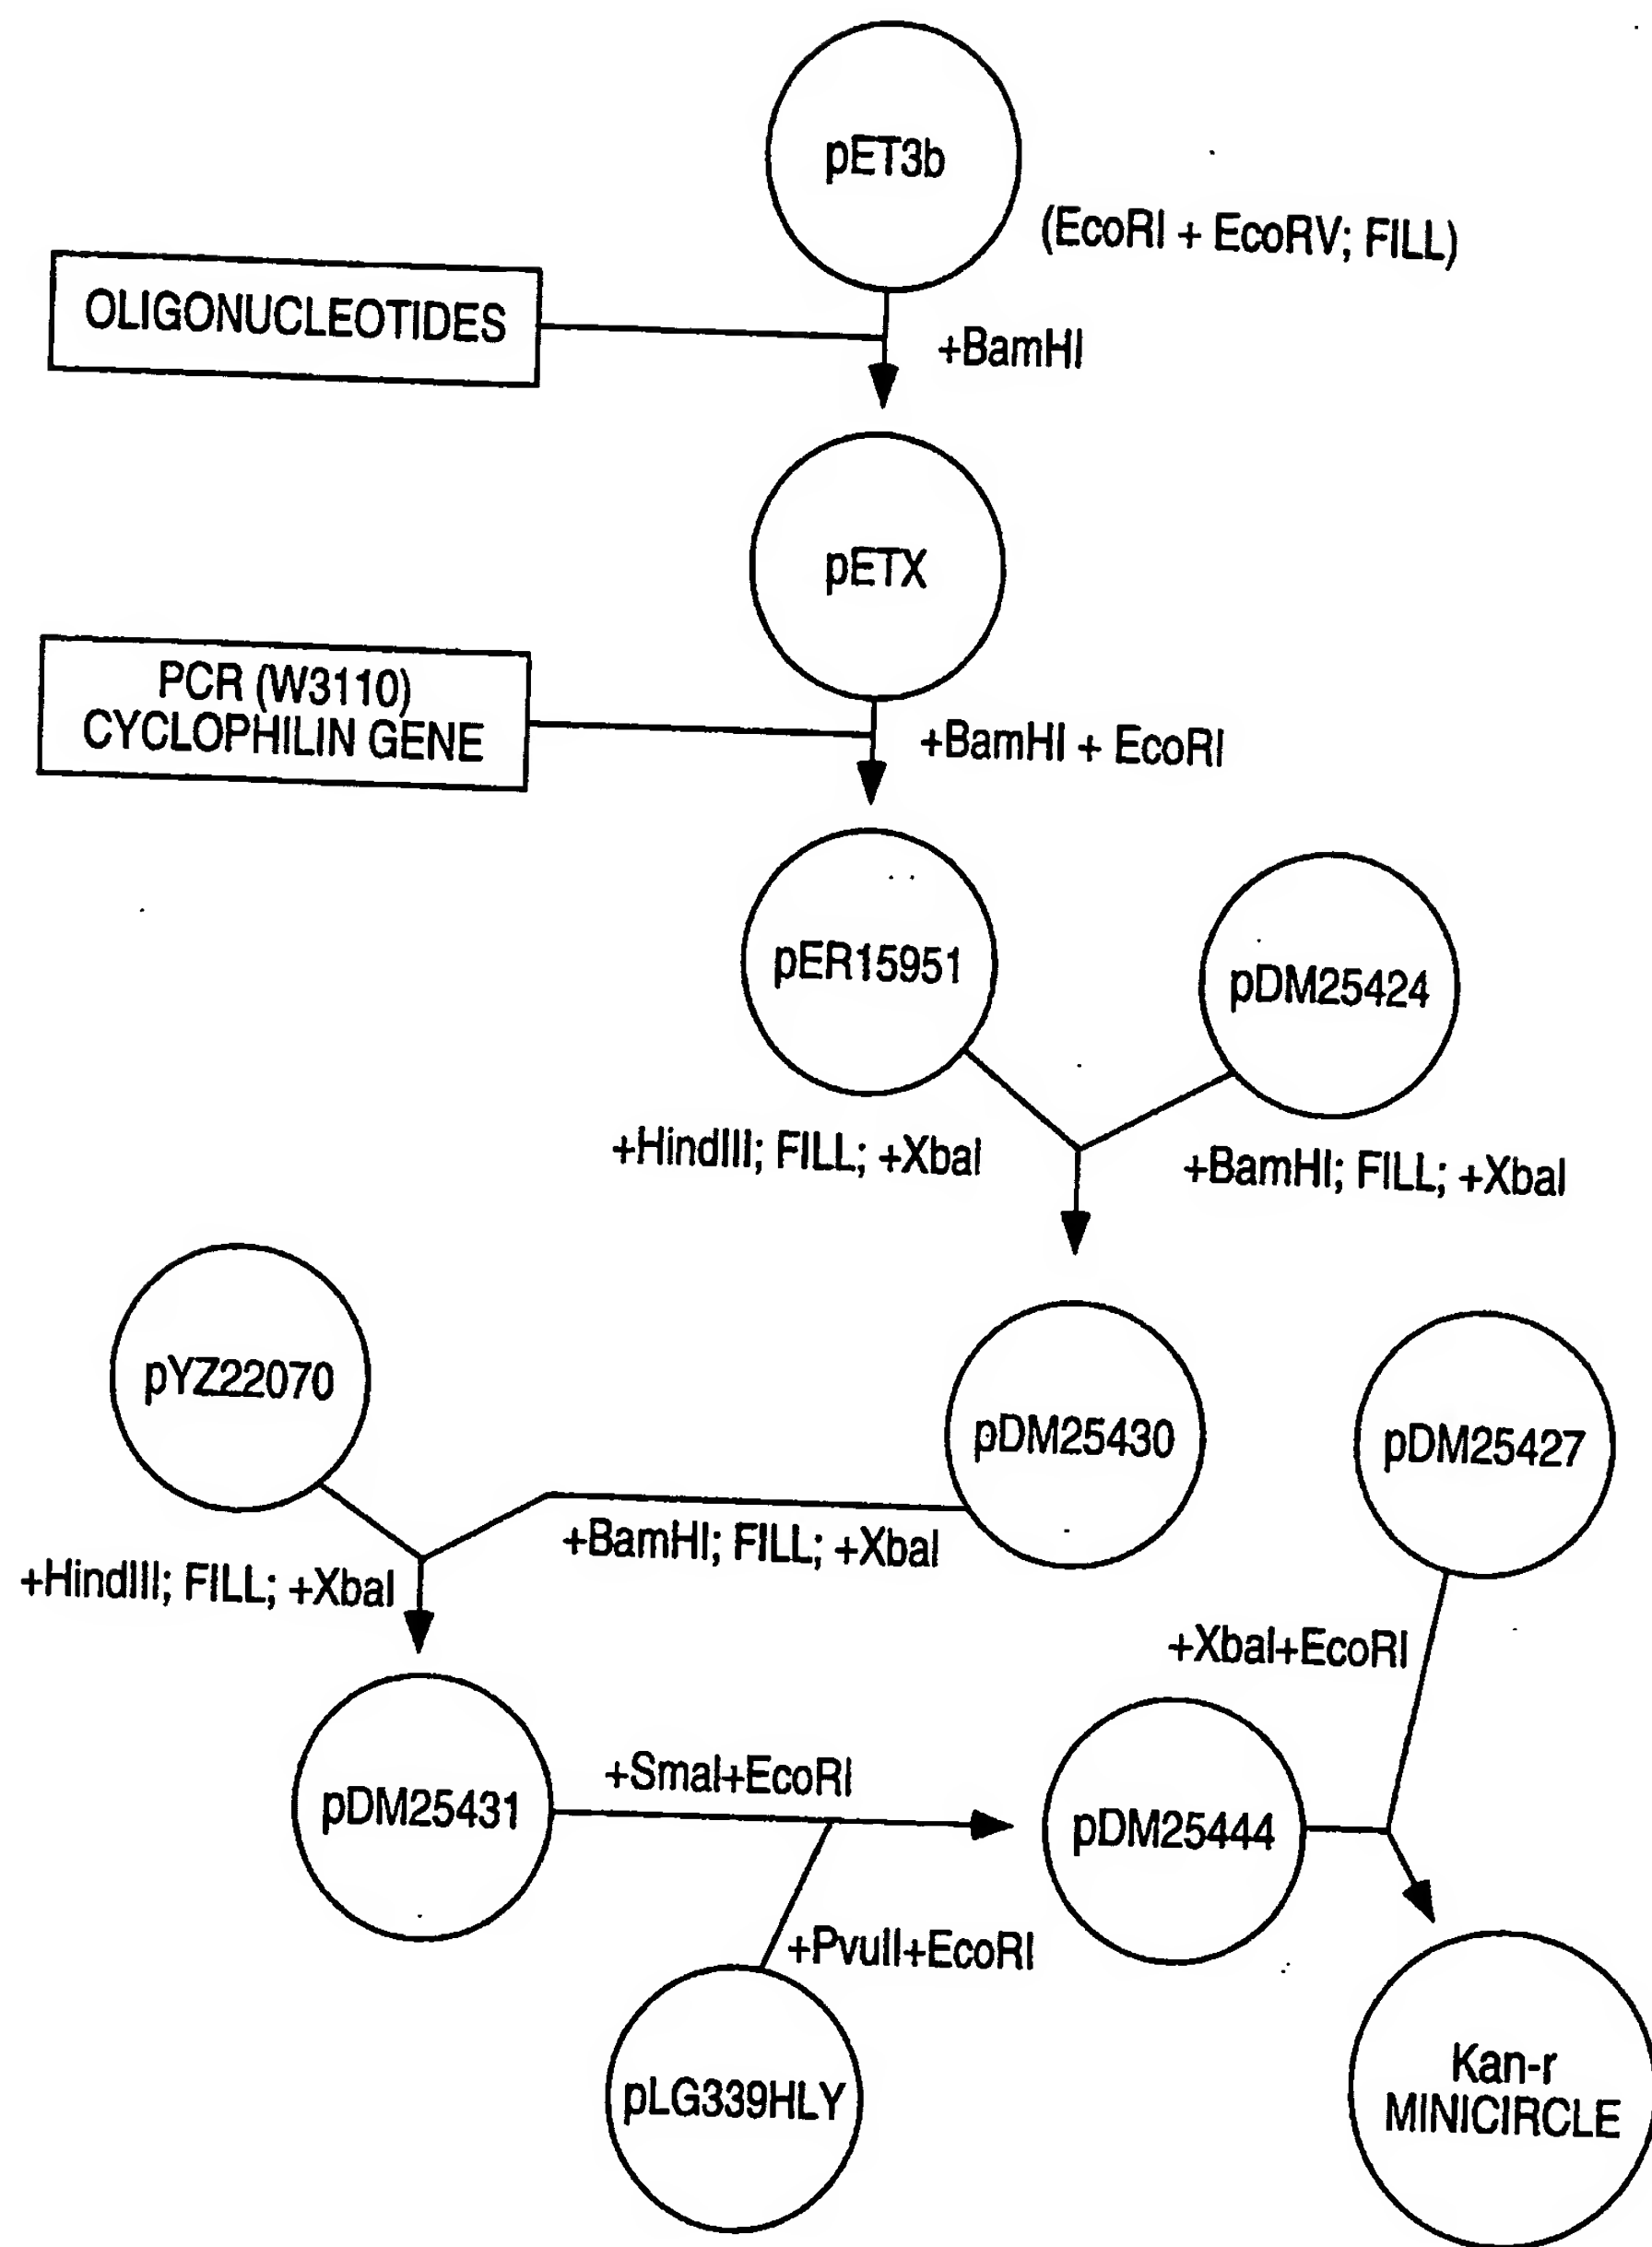 pET3b
(EcoRI + EcoRV; FILL)
OLIGONUCLEOTIDES
+BamHI
pETX
PCR (W3110)
CYCLOPHILIN GENE
+BamHI + EcoRI
pER15951
pDM25424
+HindIII; FILL; +XbaI
+BamHI; FILL; +XbaI
pYZ22070
pDM25430
pDM25427
+BamHI; FILL; +XbaI
+HindIII; FILL; +XbaI
+XbaI+EcoRI
pDM25431
+SmaI+EcoRI
pDM25444
+PvuII+EcoRI
pLG339HLY
Kan-r
MINICIRCLE